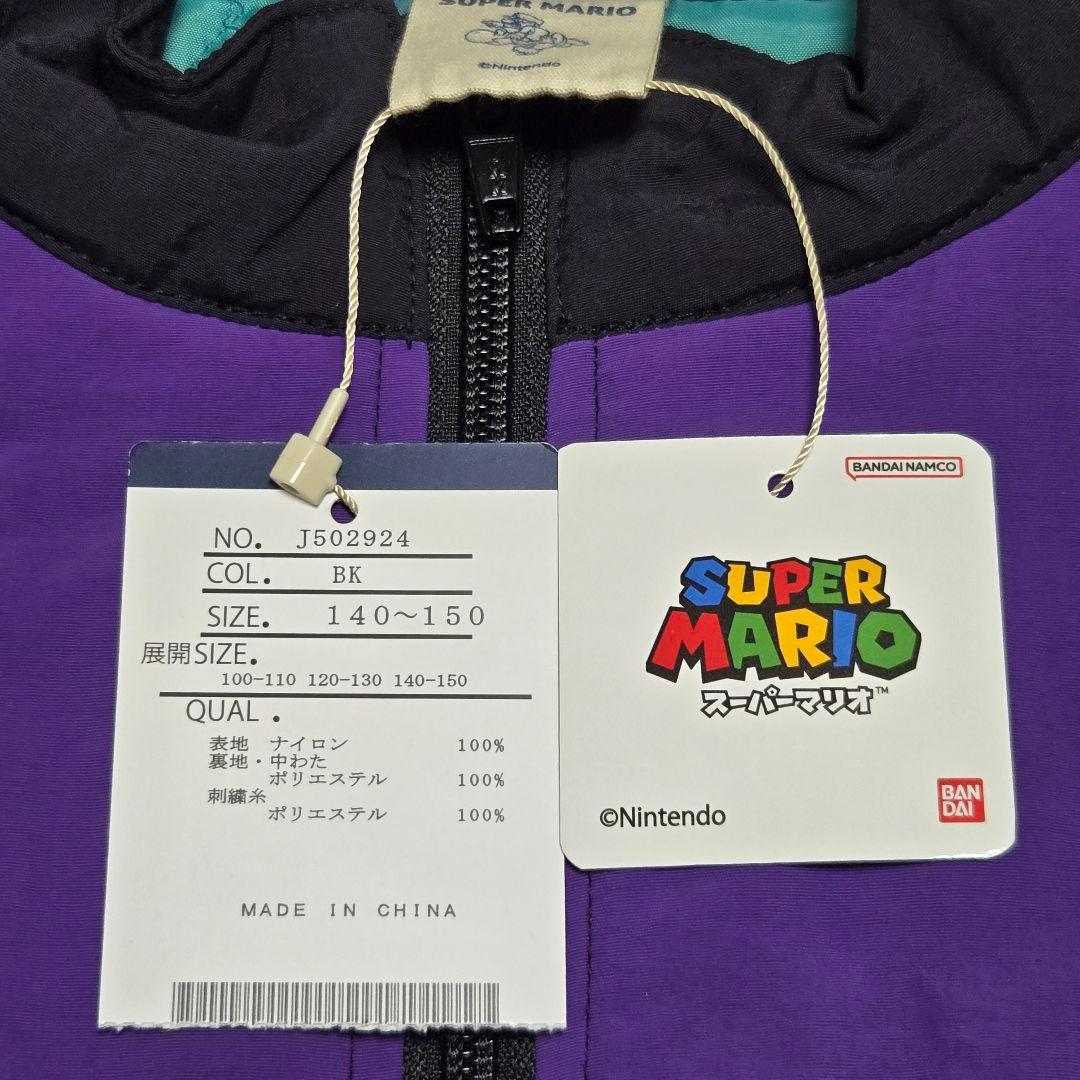 SUPER MARIO
©Nintendo
NO. J502924
COL. BK
SIZE. 140～150
展開SIZE.
100-110 120-130 140-150
QUAL.
表地 ナイロン 100%
裏地・中わた
ポリエステル 100%
刺繍糸
ポリエステル 100%
MADE IN CHINA
BANDAI NAMCO
SUPER
MARIO
スーパーマリオ™
©Nintendo
BAN
DAI